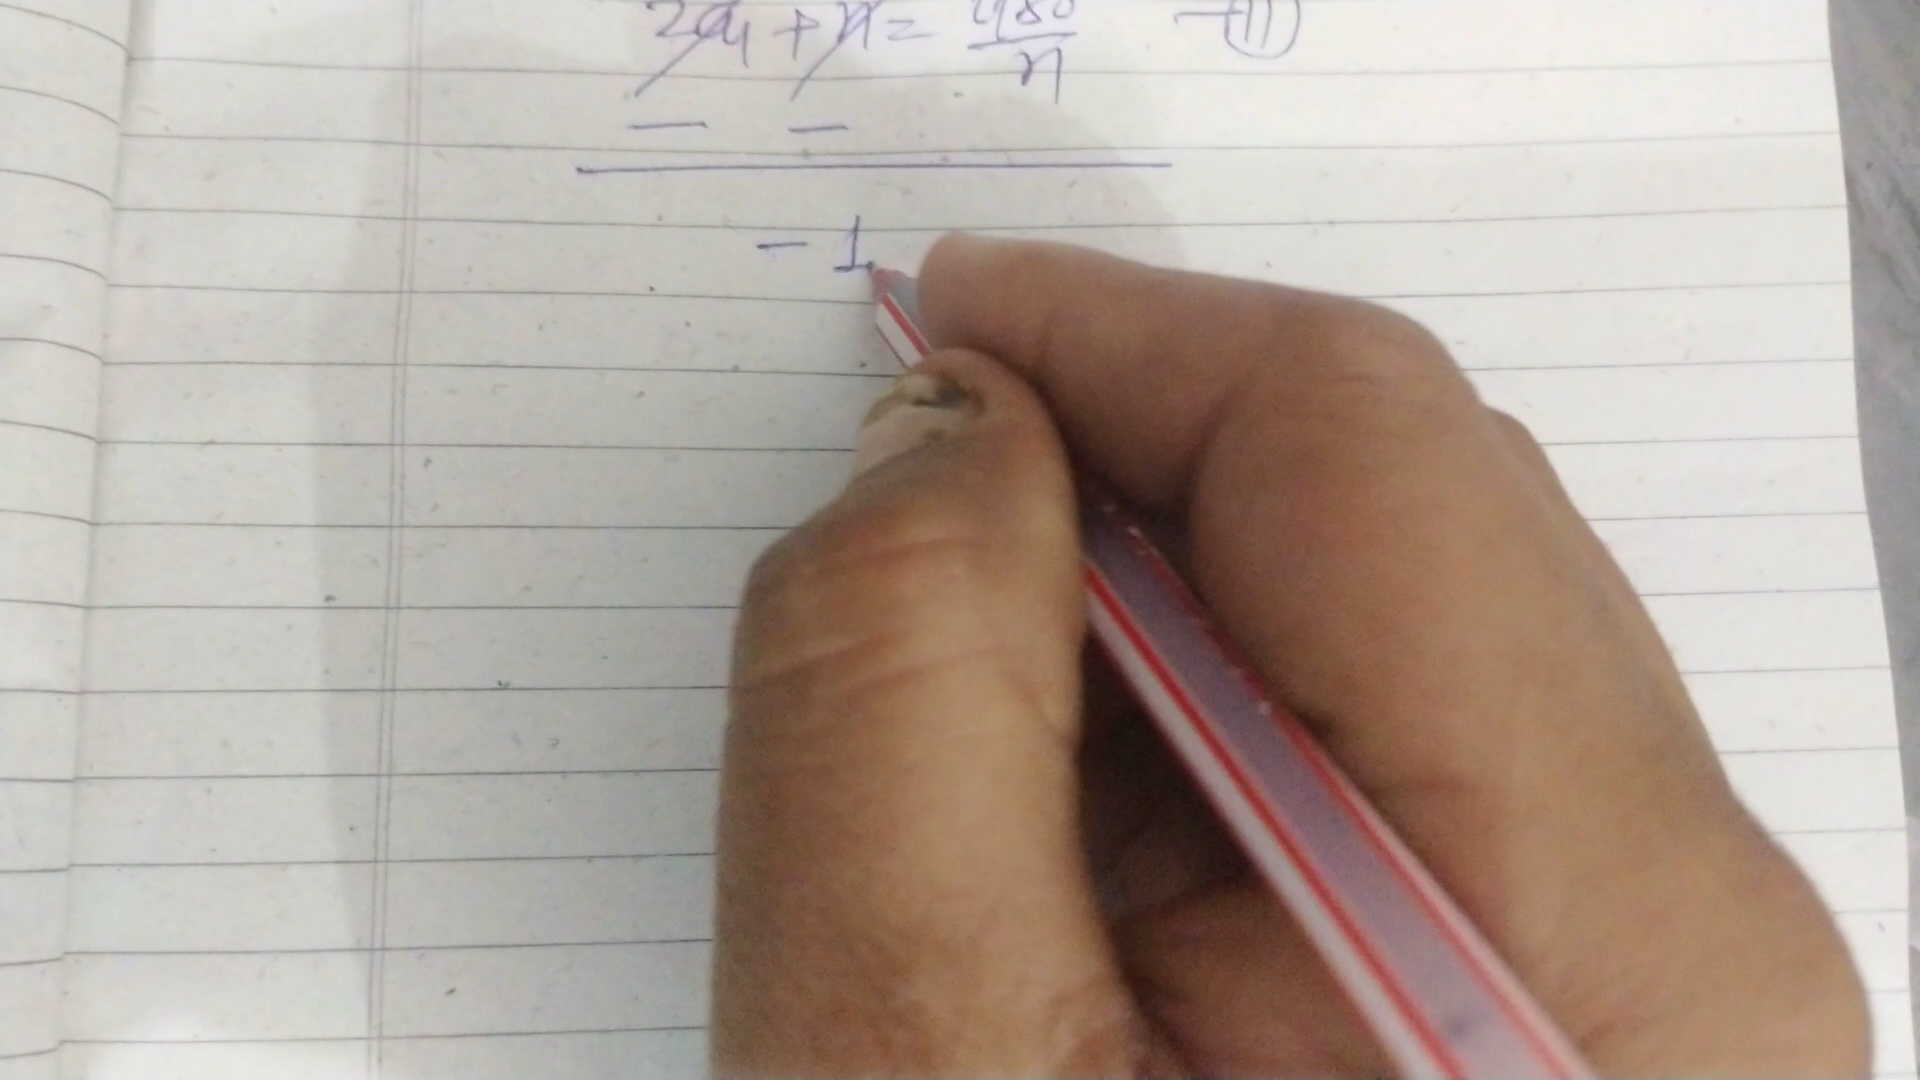 2a₁ + n = 480/n —(II)
— —
- 1